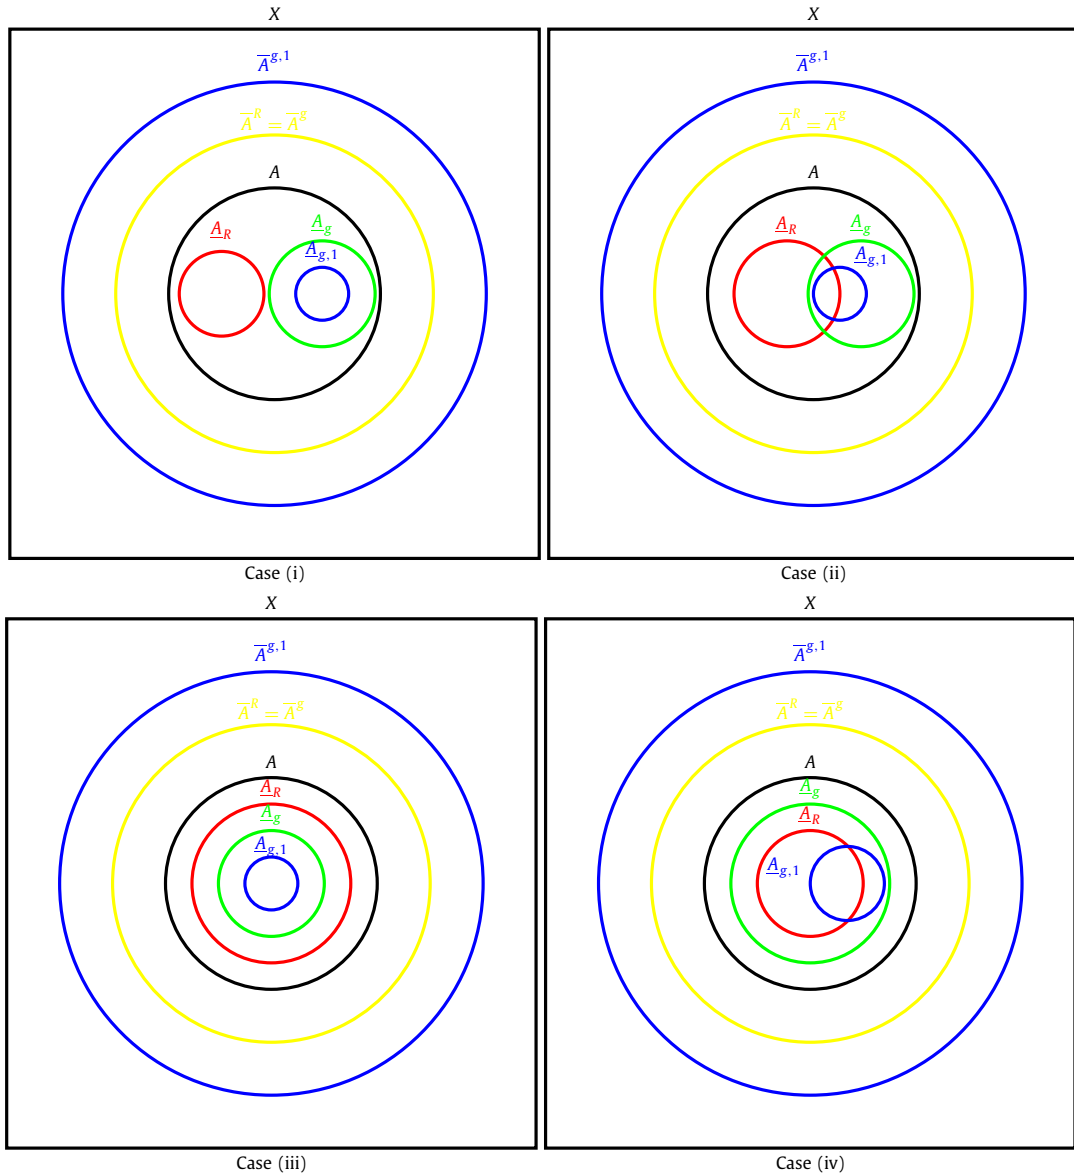 X
X
A̅^{g,1}
A̅^{g,1}
A̅^R = A̅^g
A̅^R = A̅^g
A
A
A̲_R
A̲_g
A̲_R
A̲_g
A̲_{g,1}
A̲_{g,1}
Case (i)
Case (ii)
X
X
A̅^{g,1}
A̅^{g,1}
A̅^R = A̅^g
A̅^R = A̅^g
A
A
A̲_R
A̲_g
A̲_g
A̲_R
A̲_{g,1}
A̲_{g,1}
Case (iii)
Case (iv)